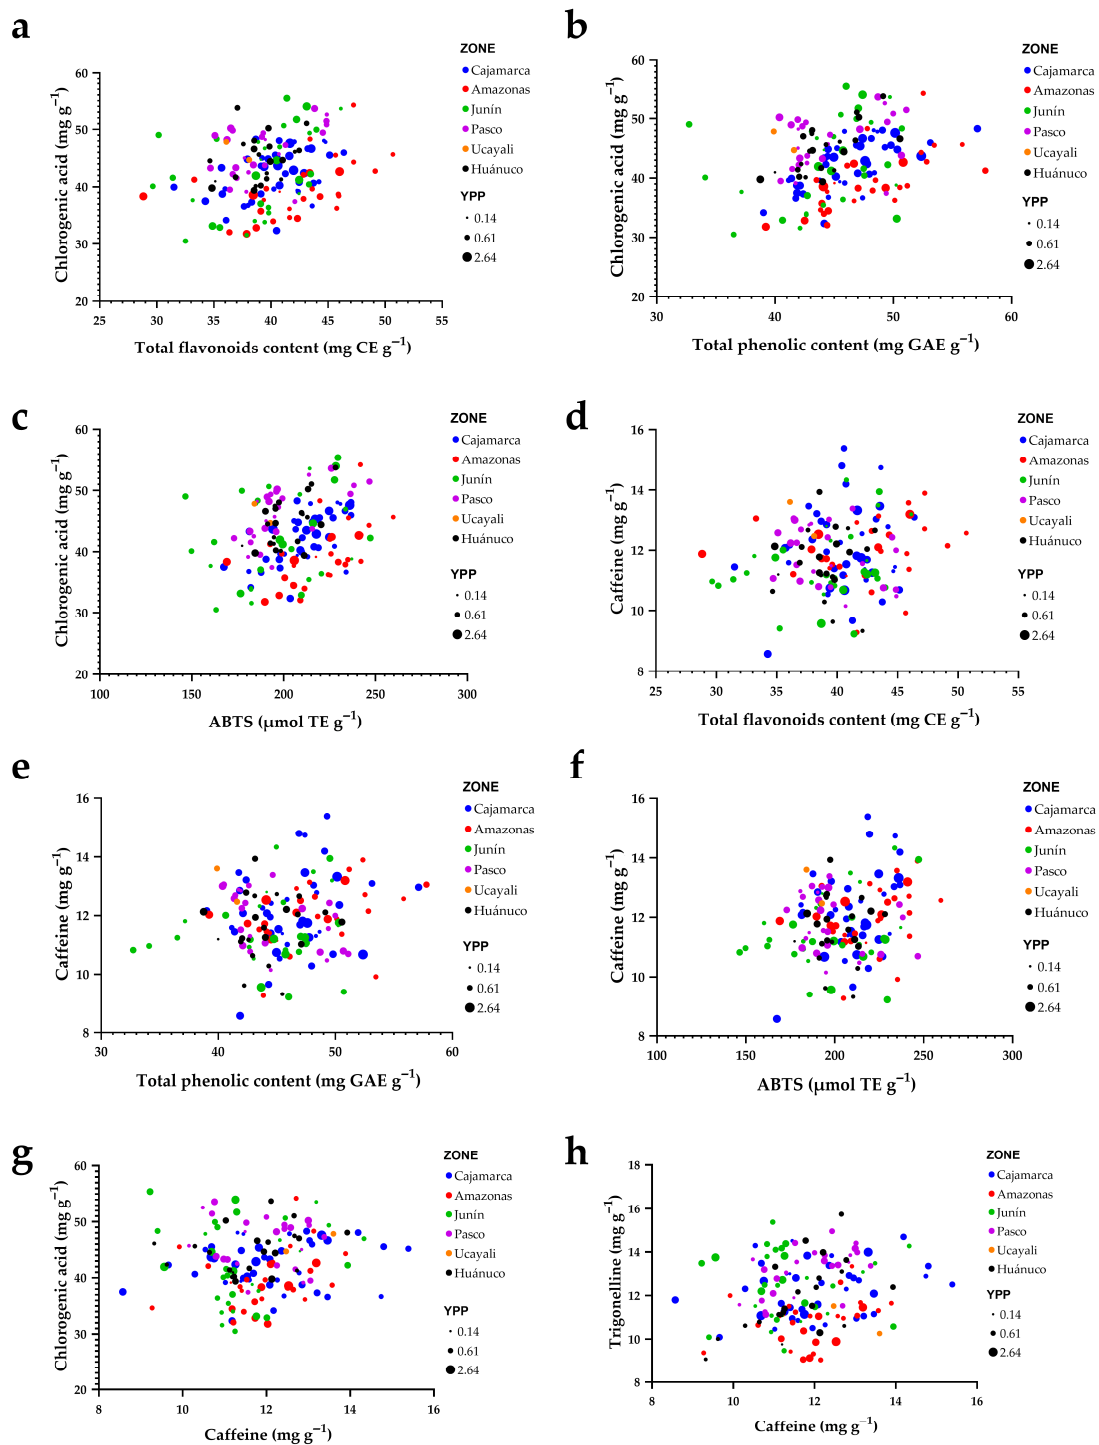 a
ZONE
Cajamarca
Amazonas
Junín
Pasco
Ucayali
Huánuco
YPP
0.14
0.61
2.64
Chlorogenic acid (mg g⁻¹)
60
50
40
30
20
25 30 35 40 45 50 55
Total flavonoids content (mg CE g⁻¹)
b
ZONE
Cajamarca
Amazonas
Junín
Pasco
Ucayali
Huánuco
YPP
0.14
0.61
2.64
Chlorogenic acid (mg g⁻¹)
60
50
40
30
20
30 40 50 60
Total phenolic content (mg GAE g⁻¹)
c
ZONE
Cajamarca
Amazonas
Junín
Pasco
Ucayali
Huánuco
YPP
0.14
0.61
2.64
Chlorogenic acid (mg g⁻¹)
60
50
40
30
20
100 150 200 250 300
ABTS (μmol TE g⁻¹)
d
ZONE
Cajamarca
Amazonas
Junín
Pasco
Ucayali
Huánuco
YPP
0.14
0.61
2.64
Caffeine (mg g⁻¹)
16
14
12
10
8
25 30 35 40 45 50 55
Total flavonoids content (mg CE g⁻¹)
e
ZONE
Cajamarca
Amazonas
Junín
Pasco
Ucayali
Huánuco
YPP
0.14
0.61
2.64
Caffeine (mg g⁻¹)
16
14
12
10
8
30 40 50 60
Total phenolic content (mg GAE g⁻¹)
f
ZONE
Cajamarca
Amazonas
Junín
Pasco
Ucayali
Huánuco
YPP
0.14
0.61
2.64
Caffeine (mg g⁻¹)
16
14
12
10
8
100 150 200 250 300
ABTS (μmol TE g⁻¹)
g
ZONE
Cajamarca
Amazonas
Junín
Pasco
Ucayali
Huánuco
YPP
0.14
0.61
2.64
Chlorogenic acid (mg g⁻¹)
60
50
40
30
20
8 10 12 14 16
Caffeine (mg g⁻¹)
h
ZONE
Cajamarca
Amazonas
Junín
Pasco
Ucayali
Huánuco
YPP
0.14
0.61
2.64
Trigonelline (mg g⁻¹)
18
16
14
12
10
8
8 10 12 14 16
Caffeine (mg g⁻¹)